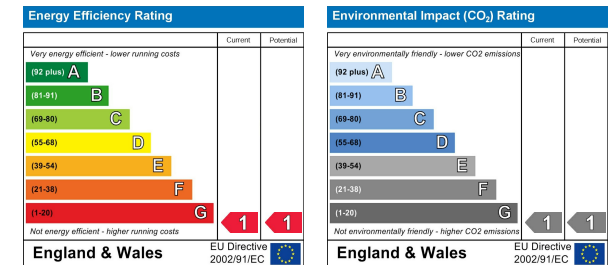 Energy Efficiency Rating
Current Potential
Very energy efficient - lower running costs
(92 plus) A
(81-91) B
(69-80) C
(55-68) D
(39-54) E
(21-38) F
(1-20) G
1 1
Not energy efficient - higher running costs
England & Wales
EU Directive
2002/91/EC
Environmental Impact (CO₂) Rating
Current Potential
Very environmentally friendly - lower CO2 emissions
(92 plus) A
(81-91) B
(69-80) C
(55-68) D
(39-54) E
(21-38) F
(1-20) G
1 1
Not environmentally friendly - higher CO2 emissions
England & Wales
EU Directive
2002/91/EC